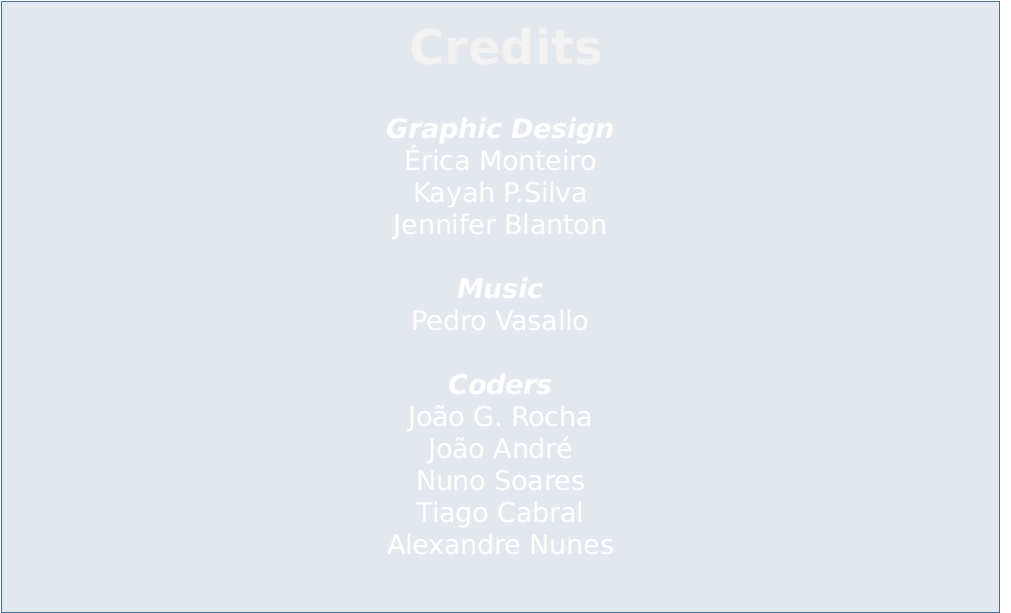 Credits
Graphic Design
Érica Monteiro
Kayah P.Silva
Jennifer Blanton
Music
Pedro Vasallo
Coders
João G. Rocha
João André
Nuno Soares
Tiago Cabral
Alexandre Nunes